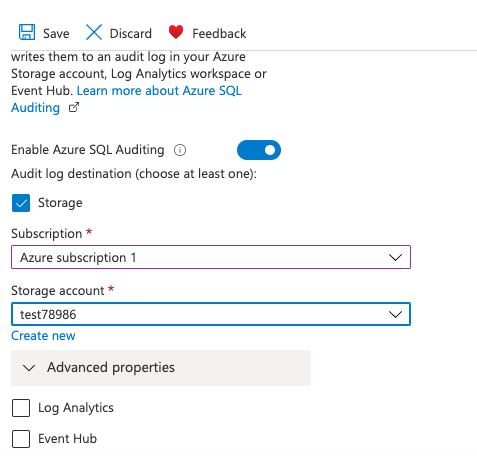 Save Discard Feedback
writes them to an audit log in your Azure
Storage account, Log Analytics workspace or
Event Hub. Learn more about Azure SQL
Auditing
Enable Azure SQL Auditing
Audit log destination (choose at least one):
Storage
Subscription *
Azure subscription 1
Storage account *
test78986
Create new
Advanced properties
Log Analytics
Event Hub